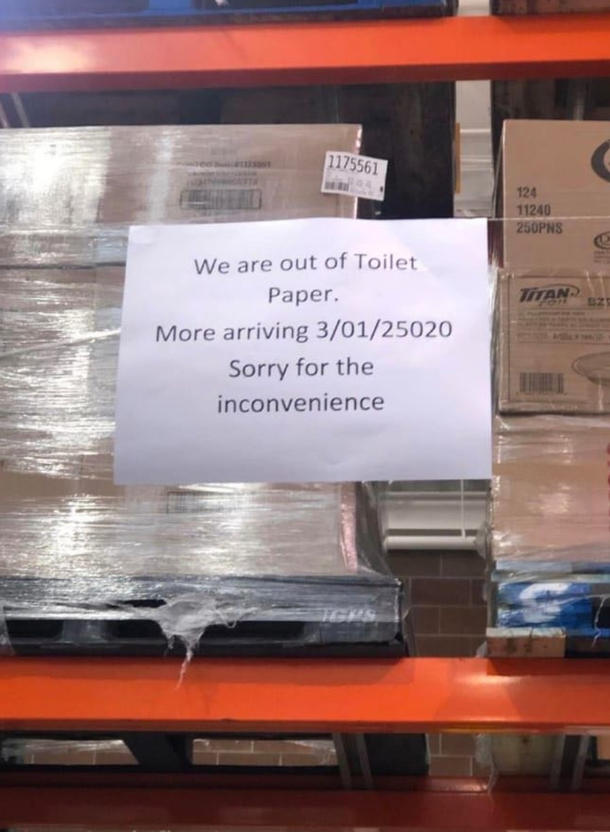 1175561
124
11240
250PNS
We are out of Toilet
Paper.
More arriving 3/01/25020
Sorry for the
inconvenience
TITAN
iGPS